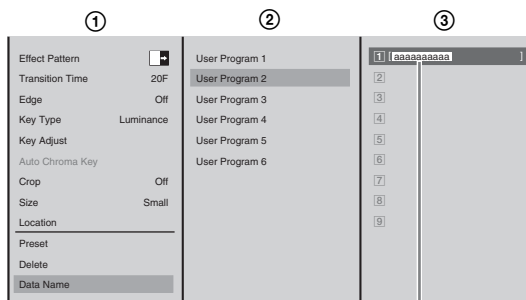 ① ② ③
Effect Pattern
Transition Time 20F
Edge Off
Key Type Luminance
Key Adjust
Auto Chroma Key
Crop Off
Size Small
Location
Preset
Delete
Data Name
User Program 1
User Program 2
User Program 3
User Program 4
User Program 5
User Program 6
1 [aaaaaaaaaa ]
2
3
4
5
6
7
8
9